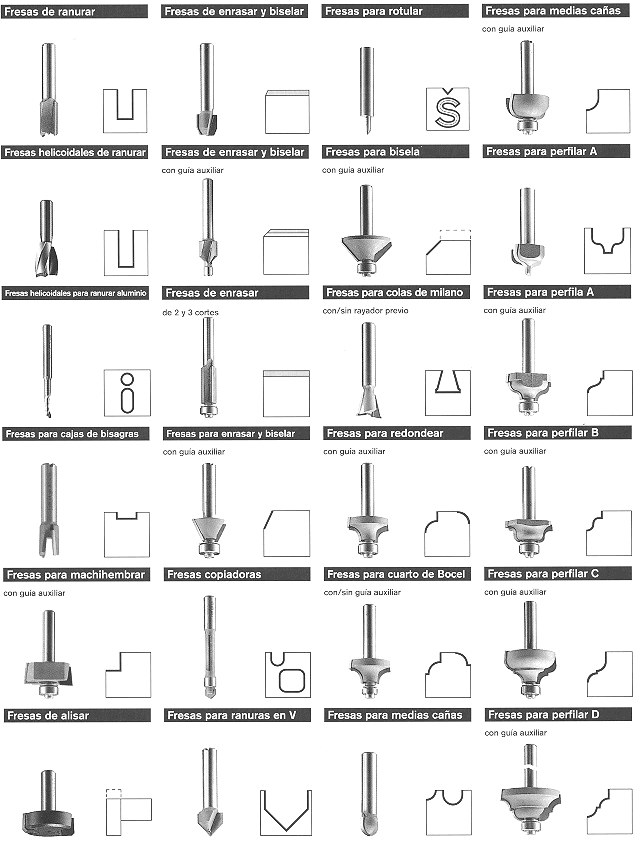 Fresas de ranurar
Fresas de enrasar y biselar
Fresas para rotular
Fresas para medias cañas
con guía auxiliar
S
Fresas helicoidales de ranurar
Fresas de enrasar y biselar
con guía auxiliar
Fresas para bisela
con guía auxiliar
Fresas para perfilar A
Fresas helicoidales para ranurar aluminio
Fresas de enrasar
de 2 y 3 cortes
Fresas para colas de milano
con/sin rayador previo
Fresas para perfila A
con guía auxiliar
Fresas para cajas de bisagras
Fresas para enrasar y biselar
con guía auxiliar
Fresas para redondear
con guía auxiliar
Fresas para perfilar B
con guía auxiliar
Fresas para machihembrar
con guía auxiliar
Fresas copiadoras
Fresas para cuarto de Bocel
con/sin guía auxiliar
Fresas para perfilar C
con guía auxiliar
Fresas de alisar
Fresas para ranuras en V
Fresas para medias cañas
Fresas para perfilar D
con guía auxiliar